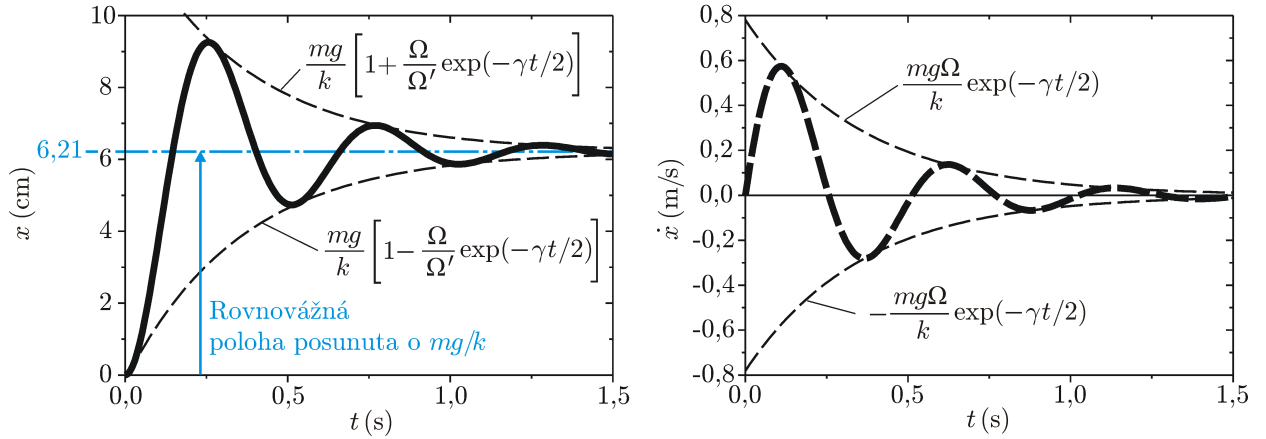 10
8
6,21
6
4
2
0
x (cm)
mg/k [1+ Ω/Ω′ exp(−γt/2)]
mg/k [1− Ω/Ω′ exp(−γt/2)]
Rovnovážná
poloha posunuta o mg/k
0,0 0,5 1,0 1,5
t (s)
0,8
0,6
0,4
0,2
0,0
-0,2
-0,4
-0,6
-0,8
ẋ (m/s)
mgΩ/k exp(−γt/2)
−mgΩ/k exp(−γt/2)
0,0 0,5 1,0 1,5
t (s)